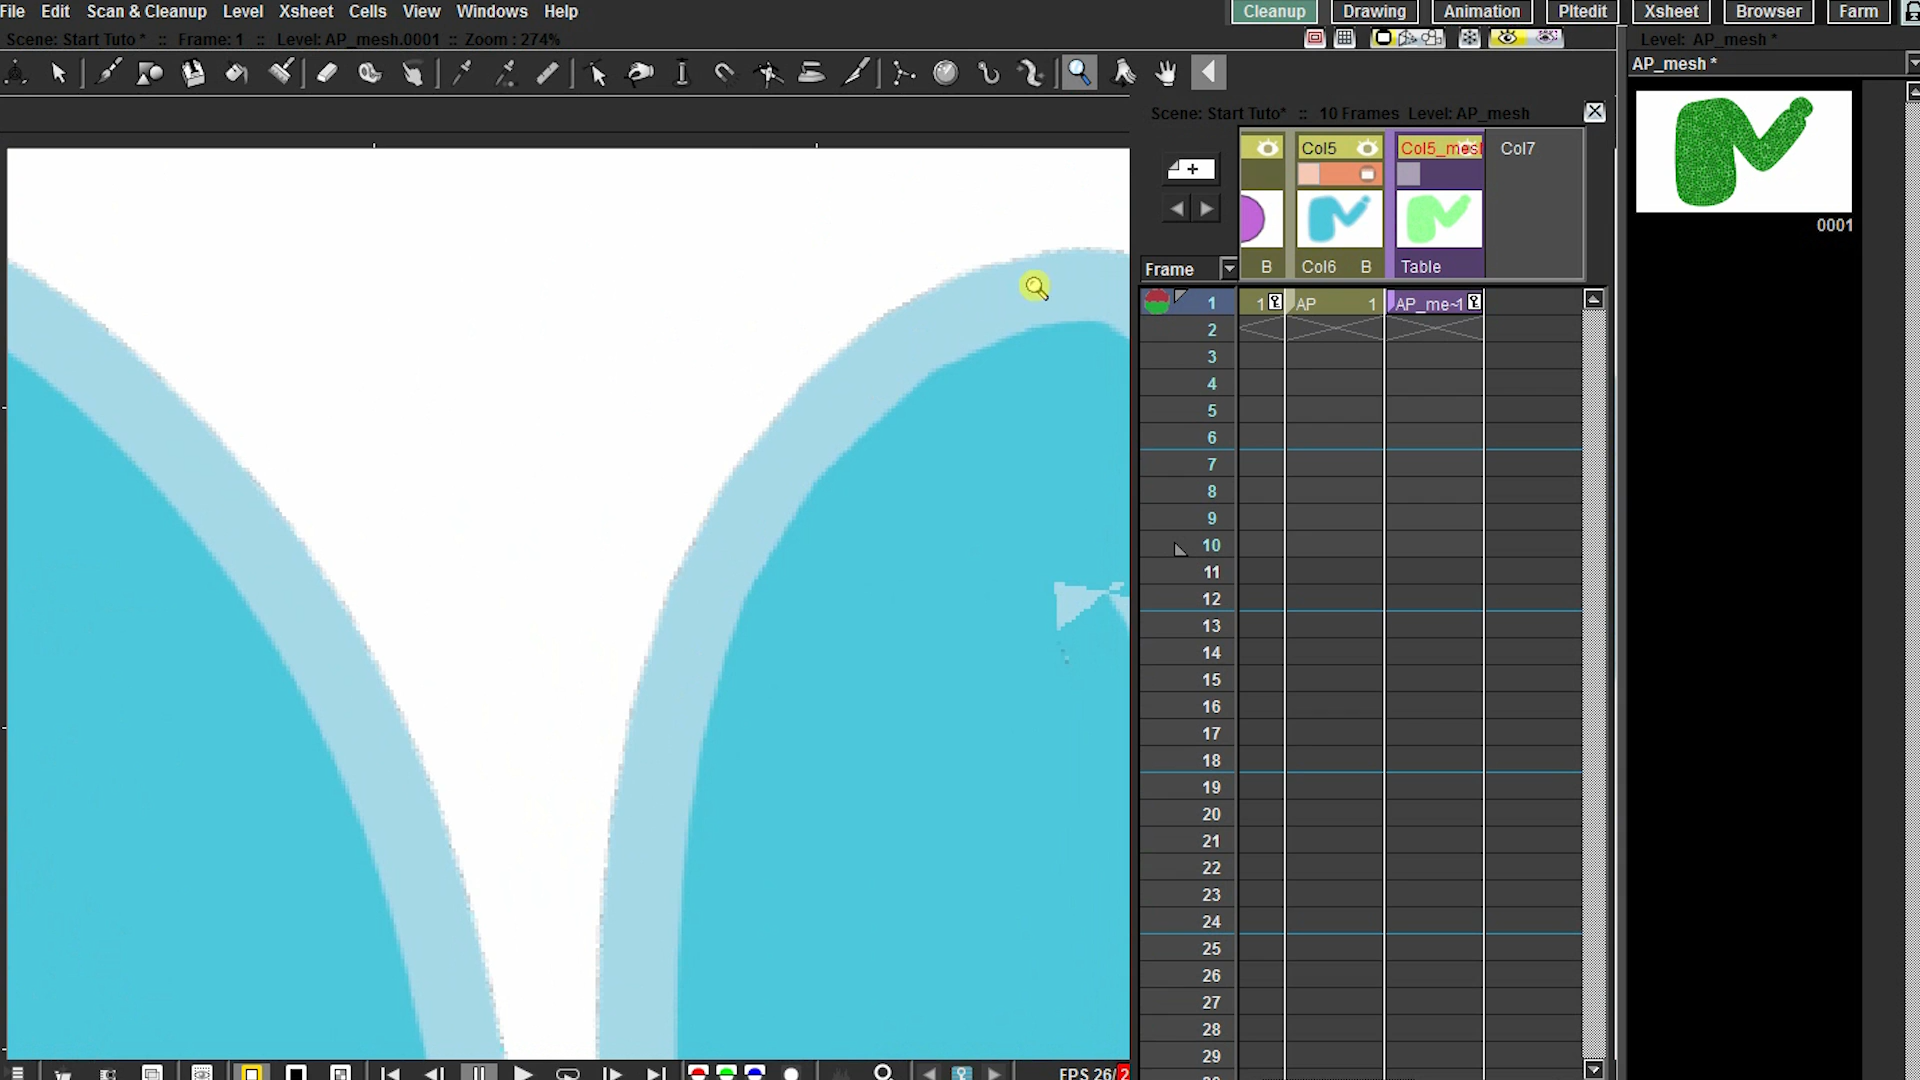 File Edit Scan & Cleanup Level Xsheet Cells View Windows Help
Cleanup Drawing Animation Pltedit Xsheet Browser Farm
Scene: Start Tuto * :: Frame: 1 :: Level: AP_mesh.0001 :: Zoom : 274%
Level: AP_mesh *
AP_mesh *
0001
Scene: Start Tuto* :: 10 Frames Level: AP_mesh
Col5 Col5_mesh Col7
B Col6 B Table
Frame
1 1 AP 1 AP_me~1
2
3
4
5
6
7
8
9
10
11
12
13
14
15
16
17
18
19
20
21
22
23
24
25
26
27
28
29
FPS 26/2